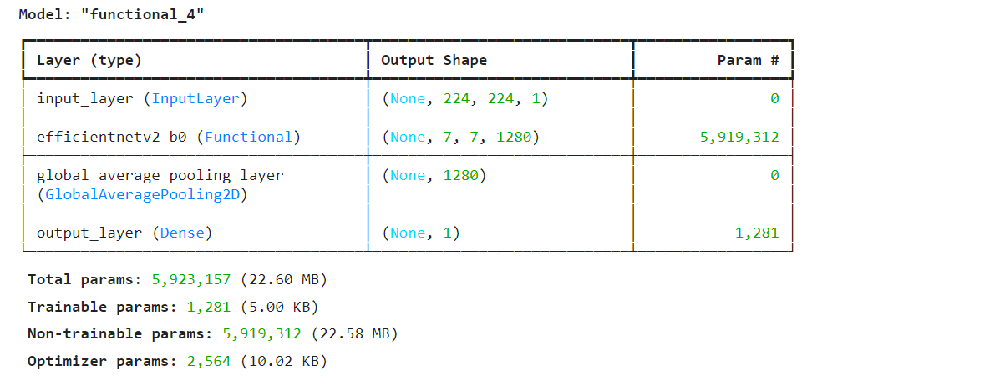 Model: "functional_4"
Layer (type) Output Shape Param #
input_layer (InputLayer) (None, 224, 224, 1) 0
efficientnetv2-b0 (Functional) (None, 7, 7, 1280) 5,919,312
global_average_pooling_layer (None, 1280) 0
(GlobalAveragePooling2D)
output_layer (Dense) (None, 1) 1,281
Total params: 5,923,157 (22.60 MB)
Trainable params: 1,281 (5.00 KB)
Non-trainable params: 5,919,312 (22.58 MB)
Optimizer params: 2,564 (10.02 KB)